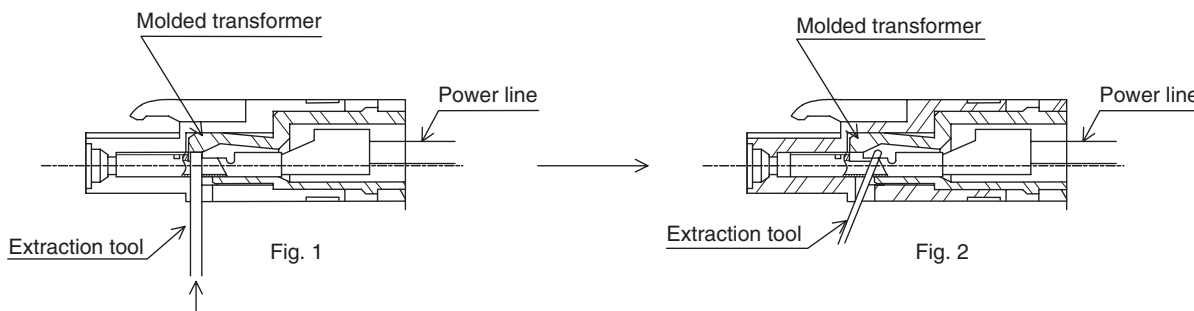 Molded transformer
Power line
Extraction tool
Fig. 1
Molded transformer
Power line
Extraction tool
Fig. 2